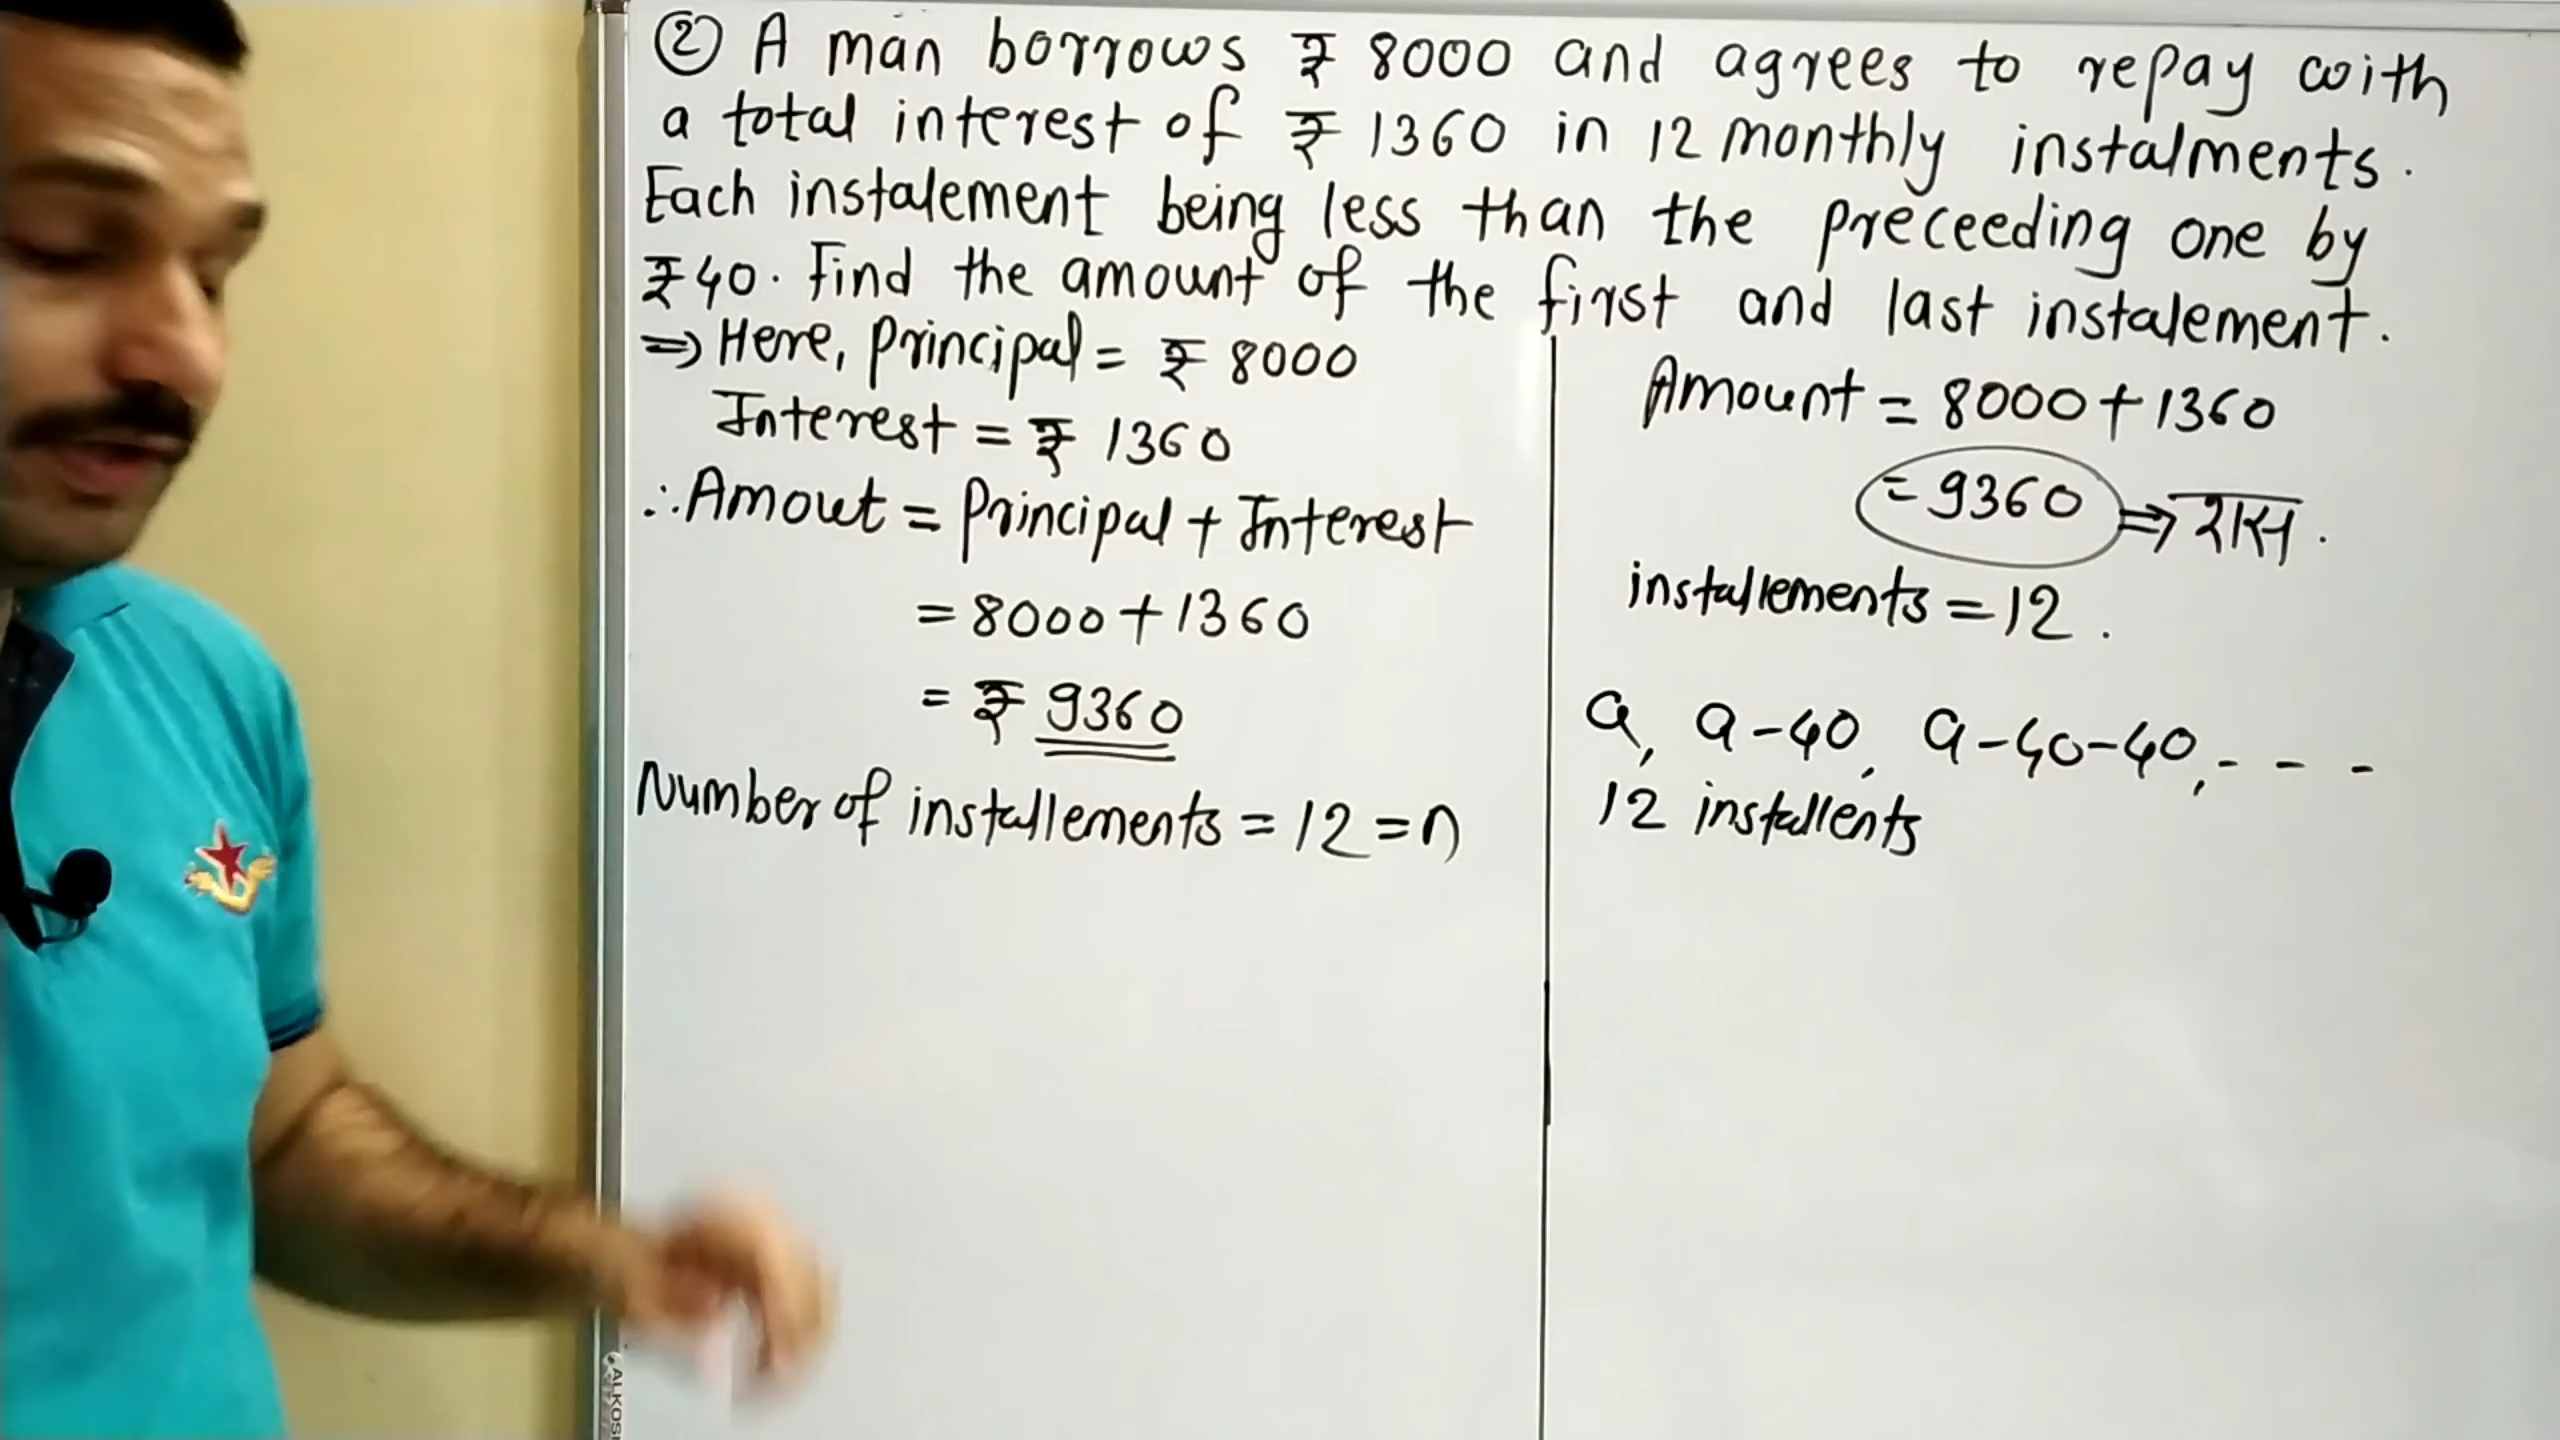 ② A man borrows ₹ 8000 and agrees to repay with
a total interest of ₹ 1360 in 12 monthly instalments.
Each instalement being less than the preceeding one by
₹ 40. Find the amount of the first and last instalement.
⇒ Here, Principal = ₹ 8000
Interest = ₹ 1360
∴ Amout = Principal + Interest
= 8000 + 1360
= ₹ 9360
Number of installements = 12 = n
Amount = 8000 + 1360
= 9360 ⇒
installements = 12.
a, a-40, a-40-40, - - -
12 installents
ALKOS